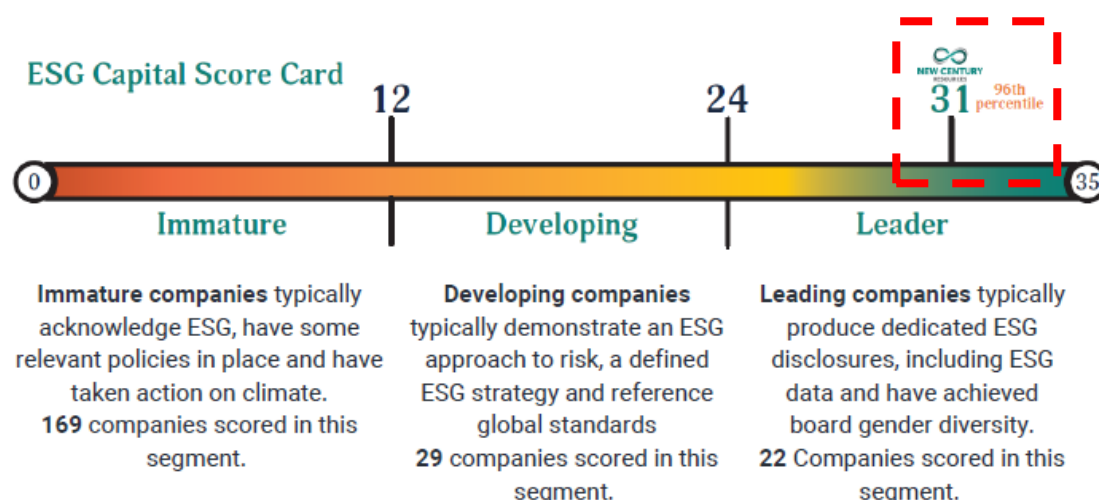 ESG Capital Score Card
12
24
NEW CENTURY
RESOURCES
31
96th
percentile
0
35
Immature
Developing
Leader
Immature companies typically
acknowledge ESG, have some
relevant policies in place and have
taken action on climate.
169 companies scored in this
segment.
Developing companies
typically demonstrate an ESG
approach to risk, a defined
ESG strategy and reference
global standards
29 companies scored in this
segment.
Leading companies typically
produce dedicated ESG
disclosures, including ESG
data and have achieved
board gender diversity.
22 Companies scored in this
segment.